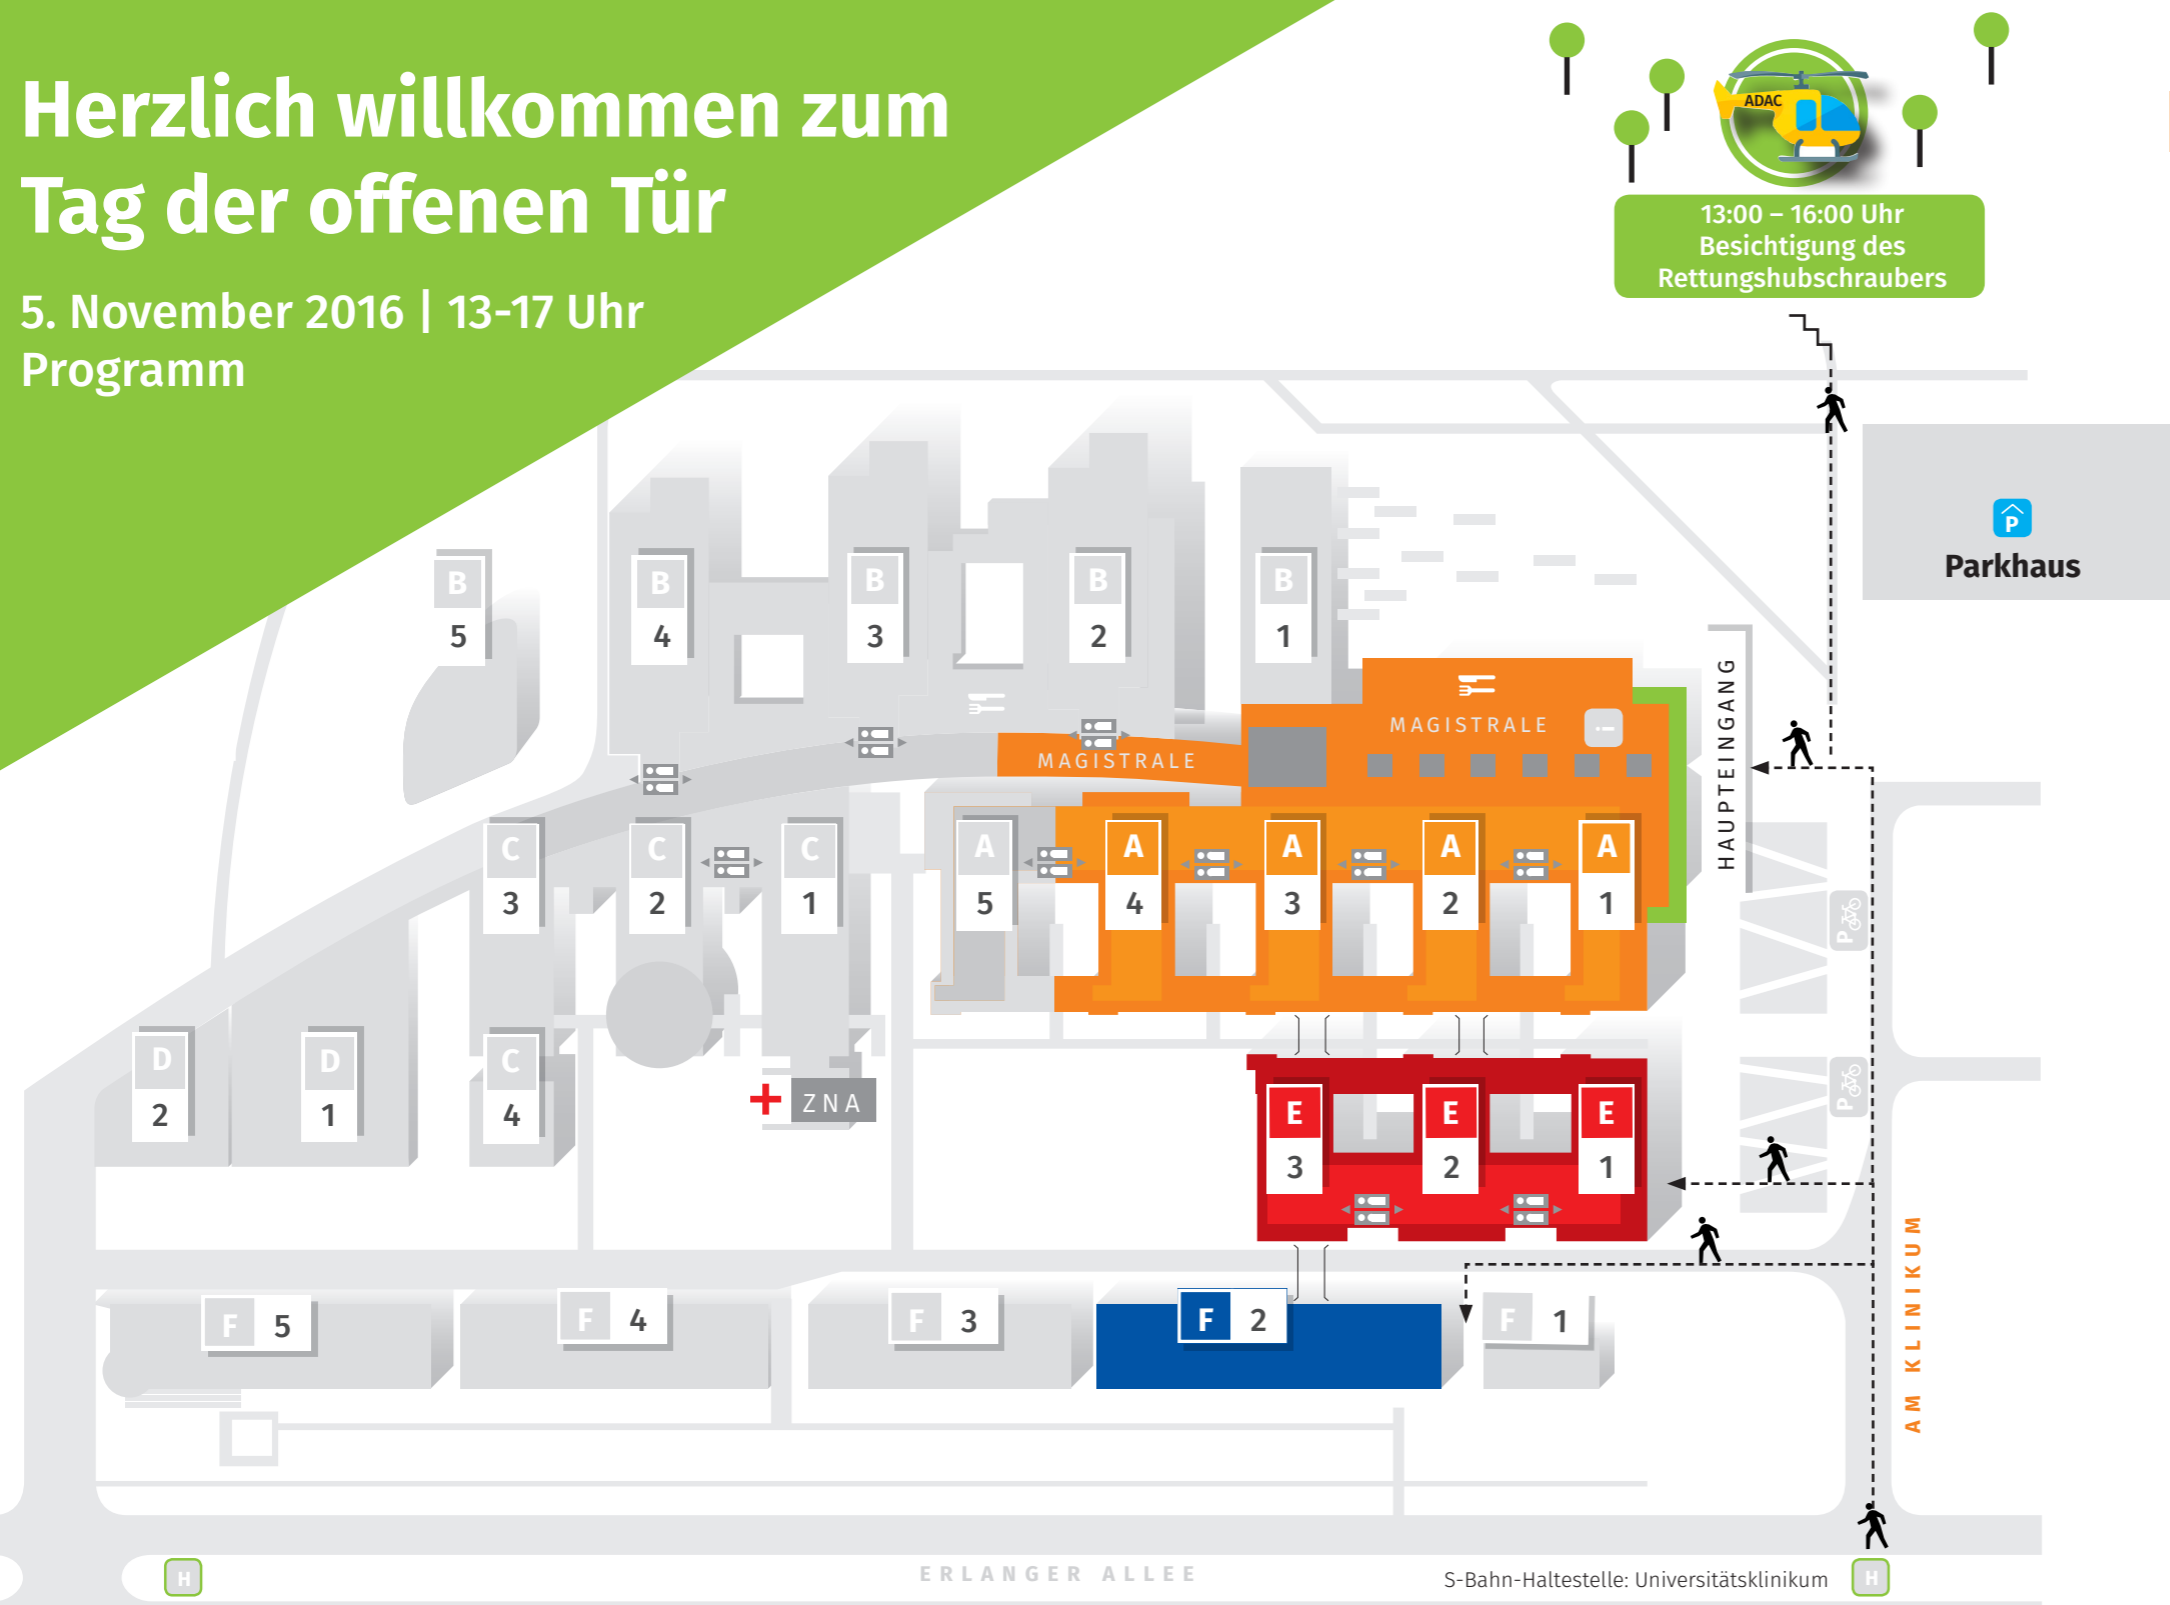 Herzlich willkommen zum
Tag der offenen Tür
5. November 2016 | 13-17 Uhr
Programm
ADAC
13:00 – 16:00 Uhr
Besichtigung des
Rettungshubschraubers
P
Parkhaus
B
5
B
4
B
3
B
2
B
1
HAUPTEINGANG
MAGISTRALE
i
MAGISTRALE
C
3
C
2
C
1
A
5
A
4
A
3
A
2
A
1
P
D
2
D
1
C
4
ZNA
E
3
E
2
E
1
P
AM KLINIKUM
F 5
F 4
F 3
F 2
F 1
H
ERLANGER ALLEE
S-Bahn-Haltestelle: Universitätsklinikum
H